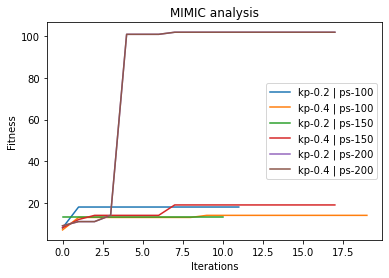 MIMIC analysis
Fitness
100
80
60
40
20
kp-0.2 | ps-100
kp-0.4 | ps-100
kp-0.2 | ps-150
kp-0.4 | ps-150
kp-0.2 | ps-200
kp-0.4 | ps-200
0.0 2.5 5.0 7.5 10.0 12.5 15.0 17.5
Iterations